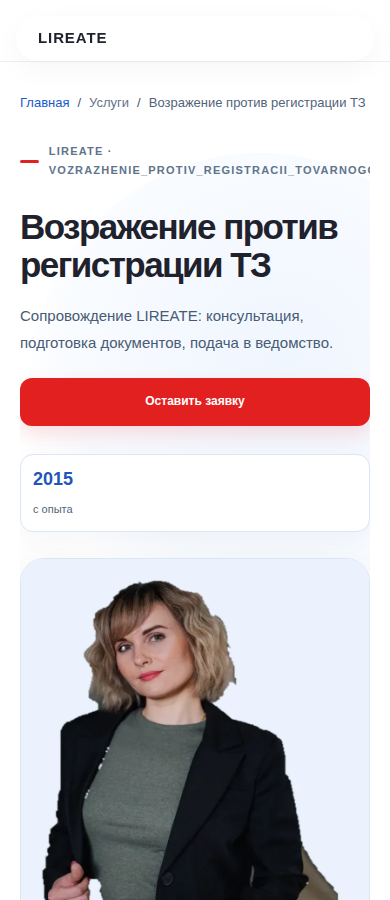 LIREATE
Главная / Услуги / Возражение против регистрации ТЗ
LIREATE ·
VOZRAZHENIE_PROTIV_REGISTRACII_TOVARNOGO
Возражение против
регистрации ТЗ
Сопровождение LIREATE: консультация,
подготовка документов, подача в ведомство.
Оставить заявку
2015
с опыта